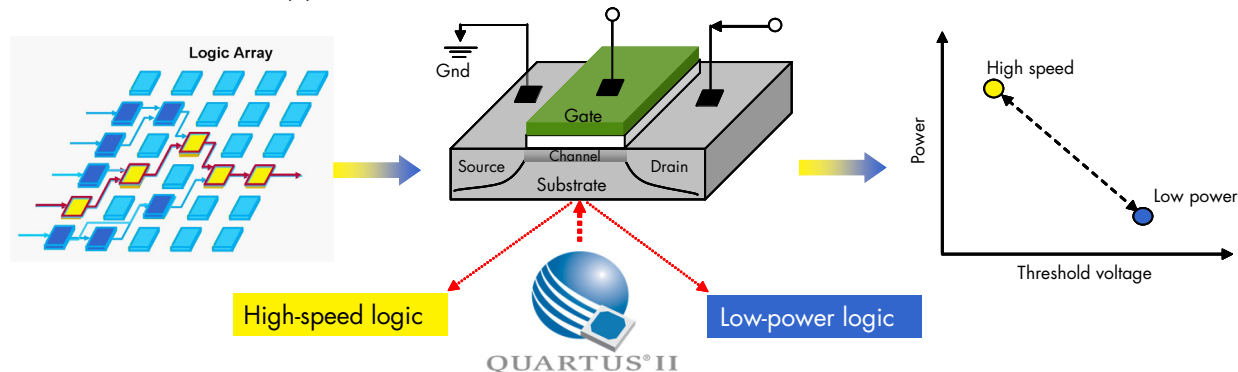 Logic Array
Gnd
Gate
Channel
Source
Drain
Substrate
High-speed logic
Low-power logic
QUARTUS® II
Power
High speed
Low power
Threshold voltage